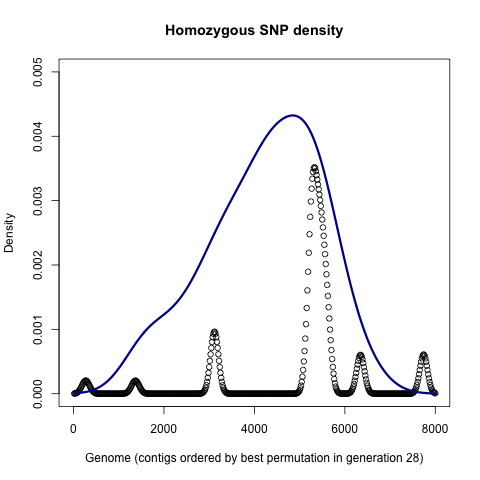 Homozygous SNP density
Density
0.005
0.004
0.003
0.002
0.001
0.000
0 2000 4000 6000 8000
Genome (contigs ordered by best permutation in generation 28)